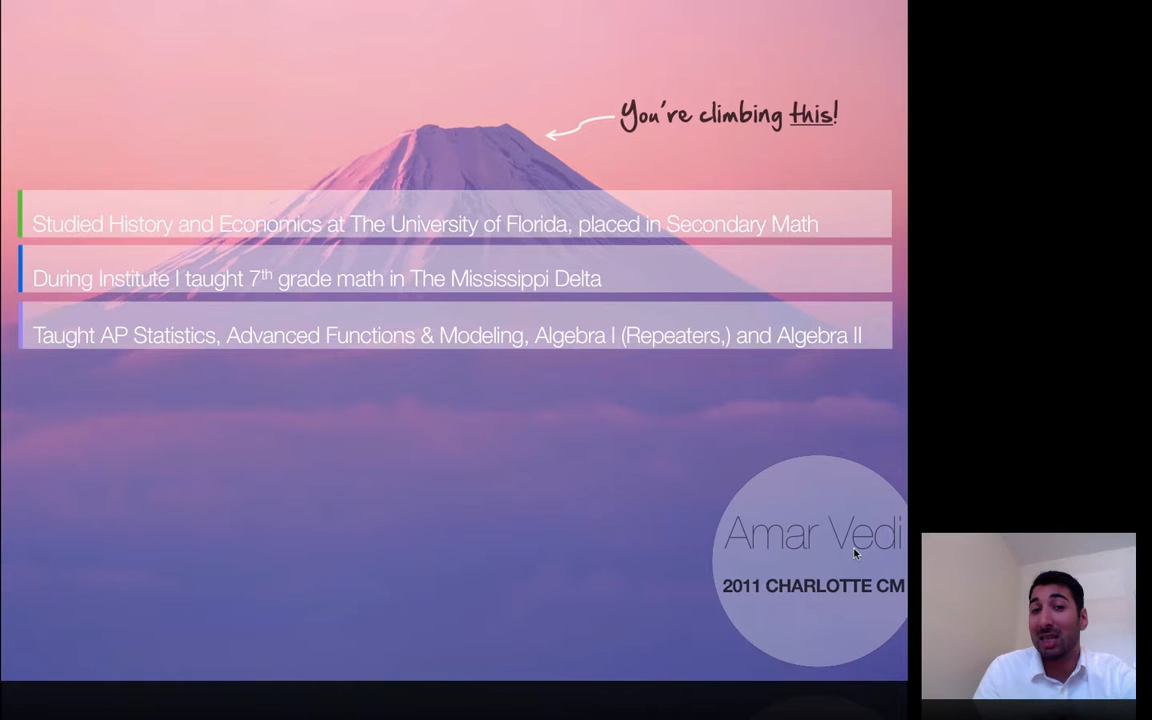 You're climbing this!
Studied History and Economics at The University of Florida, placed in Secondary Math
During Institute I taught 7th grade math in The Mississippi Delta
Taught AP Statistics, Advanced Functions & Modeling, Algebra I (Repeaters,) and Algebra II
Amar Vedi
2011 CHARLOTTE CM